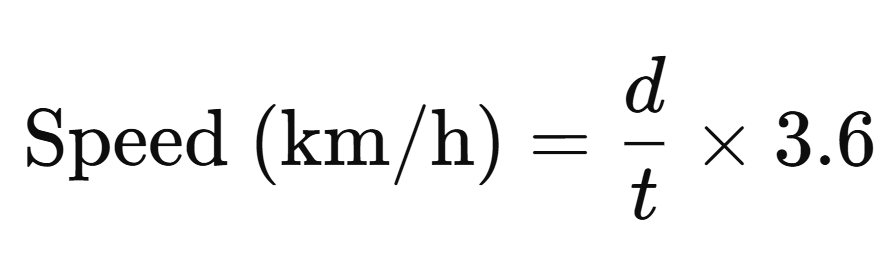 Speed (km/h) = d/t × 3.6